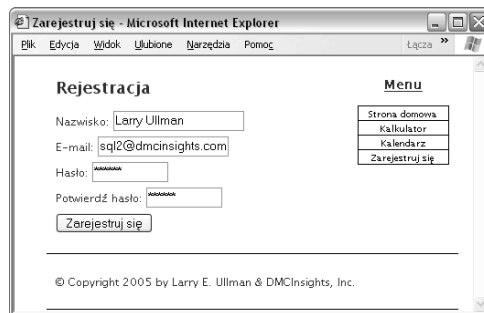 Zarejestruj się - Microsoft Internet Explorer
Plik Edycja Widok Ulubione Narzędzia Pomoc Łącza »
Rejestracja
Nazwisko: Larry Ullman
E-mail: sql2@dmcinsights.com
Hasło: ******
Potwierdź hasło: ******
Zarejestruj się
Menu
Strona domowa
Kalkulator
Kalendarz
Zarejestruj się
© Copyright 2005 by Larry E. Ullman & DMCInsights, Inc.